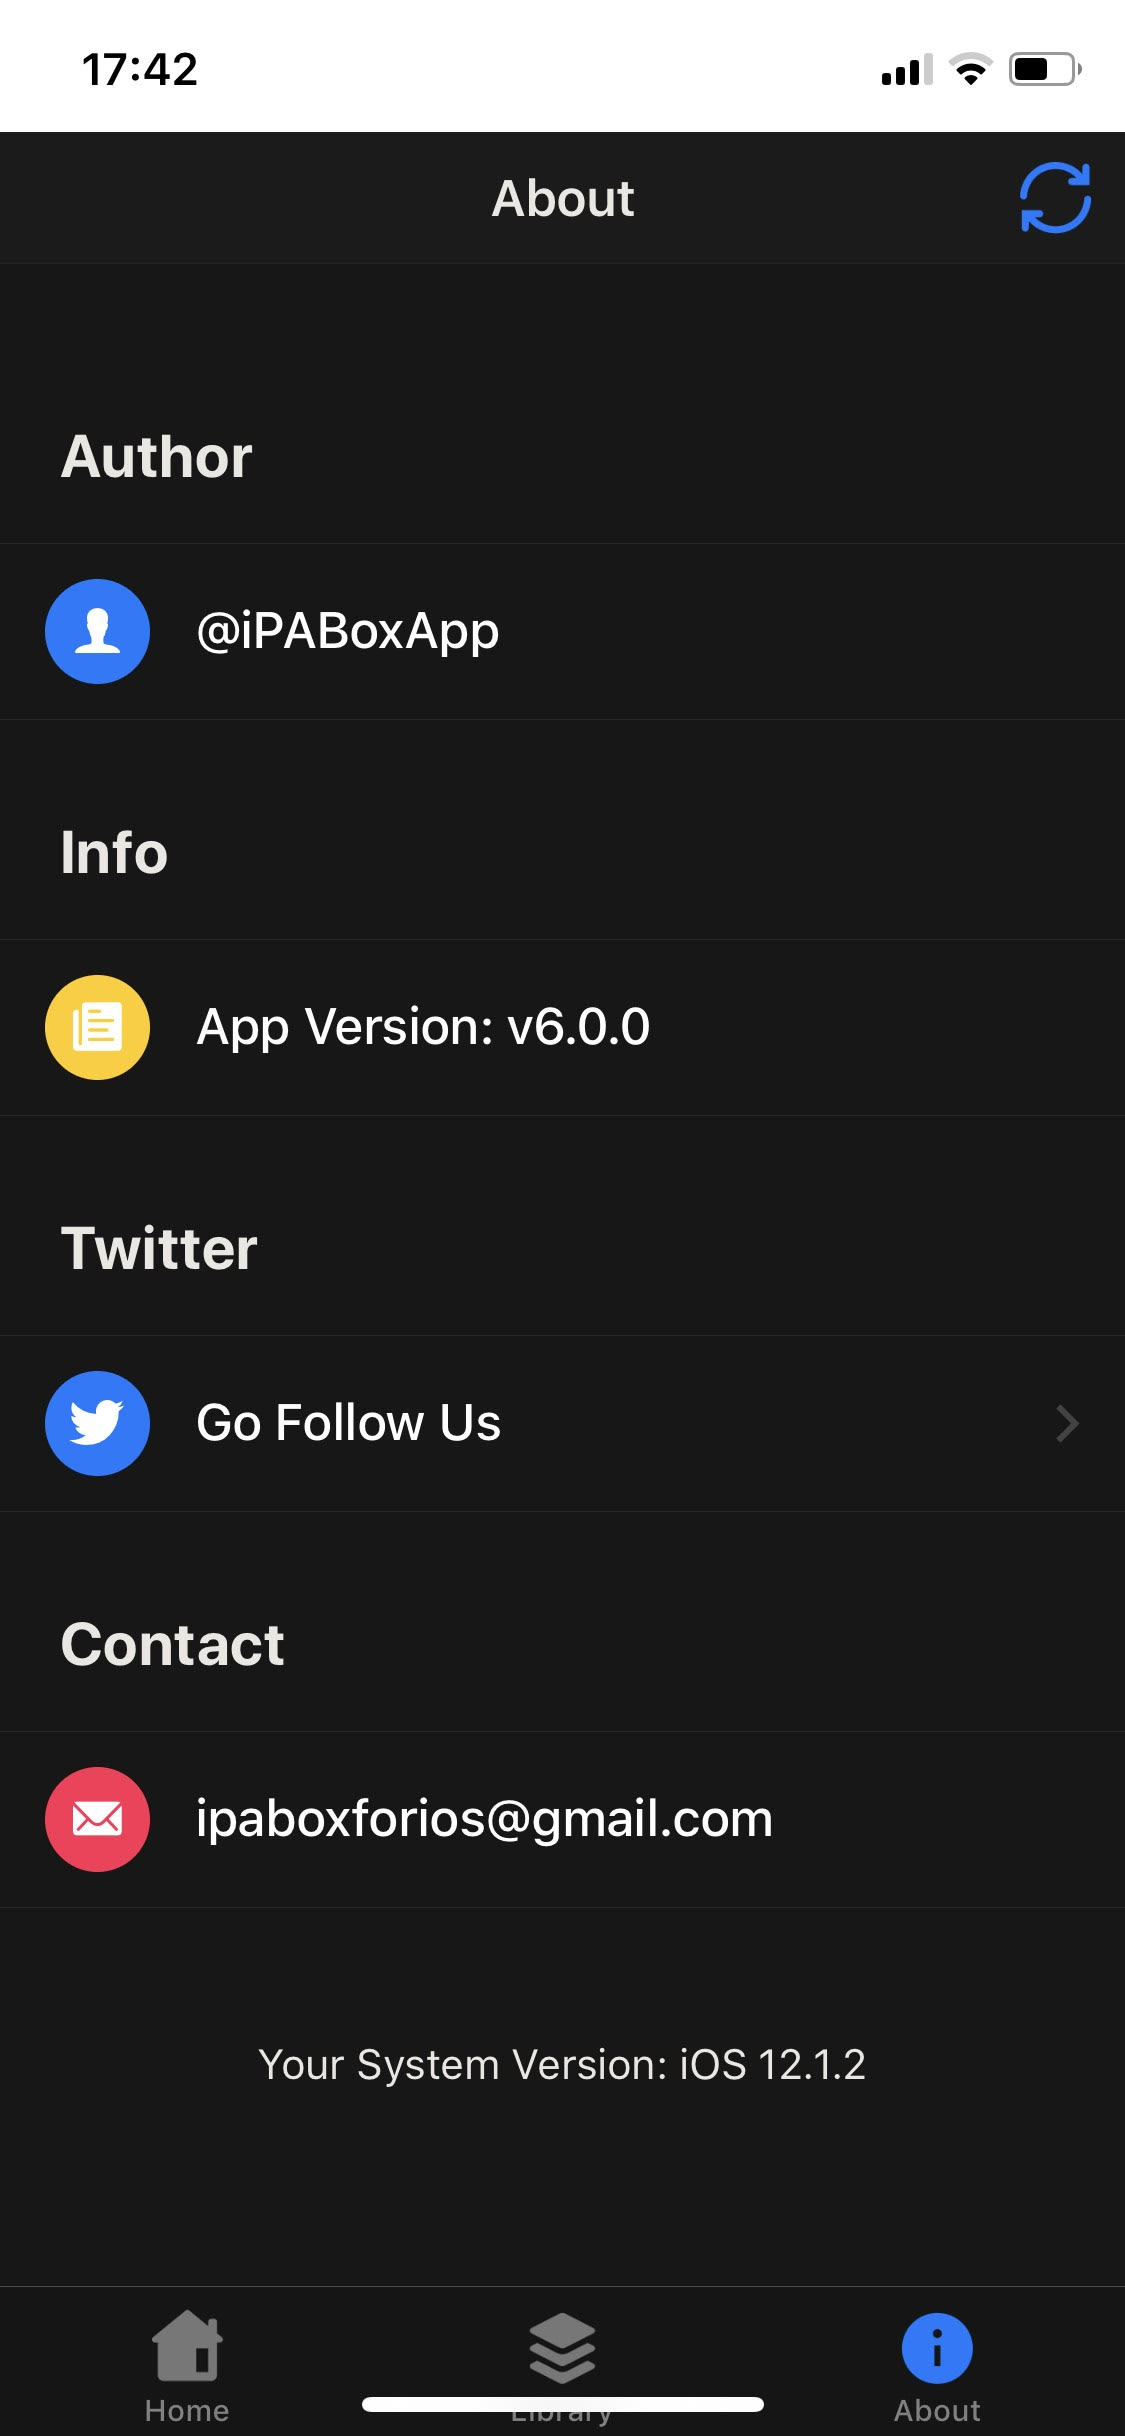 17:42
About
Author
@iPABoxApp
Info
App Version: v6.0.0
Twitter
Go Follow Us
Contact
ipaboxforios@gmail.com
Your System Version: iOS 12.1.2
Home
Library
About